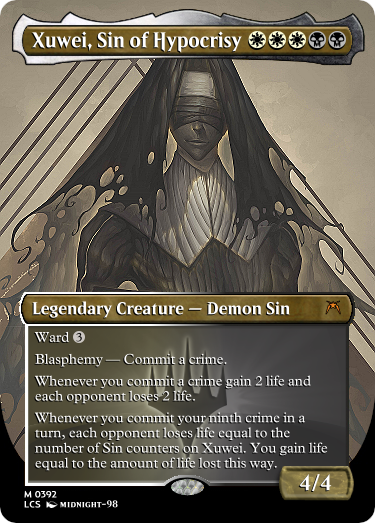 Xuwei, Sin of Hypocrisy
Legendary Creature — Demon Sin
Ward 3
Blasphemy — Commit a crime.
Whenever you commit a crime gain 2 life and
each opponent loses 2 life.
Whenever you commit your ninth crime in a
turn, each opponent loses life equal to the
number of Sin counters on Xuwei. You gain life
equal to the amount of life lost this way.
4/4
M 0392
LCS MIDNIGHT-98